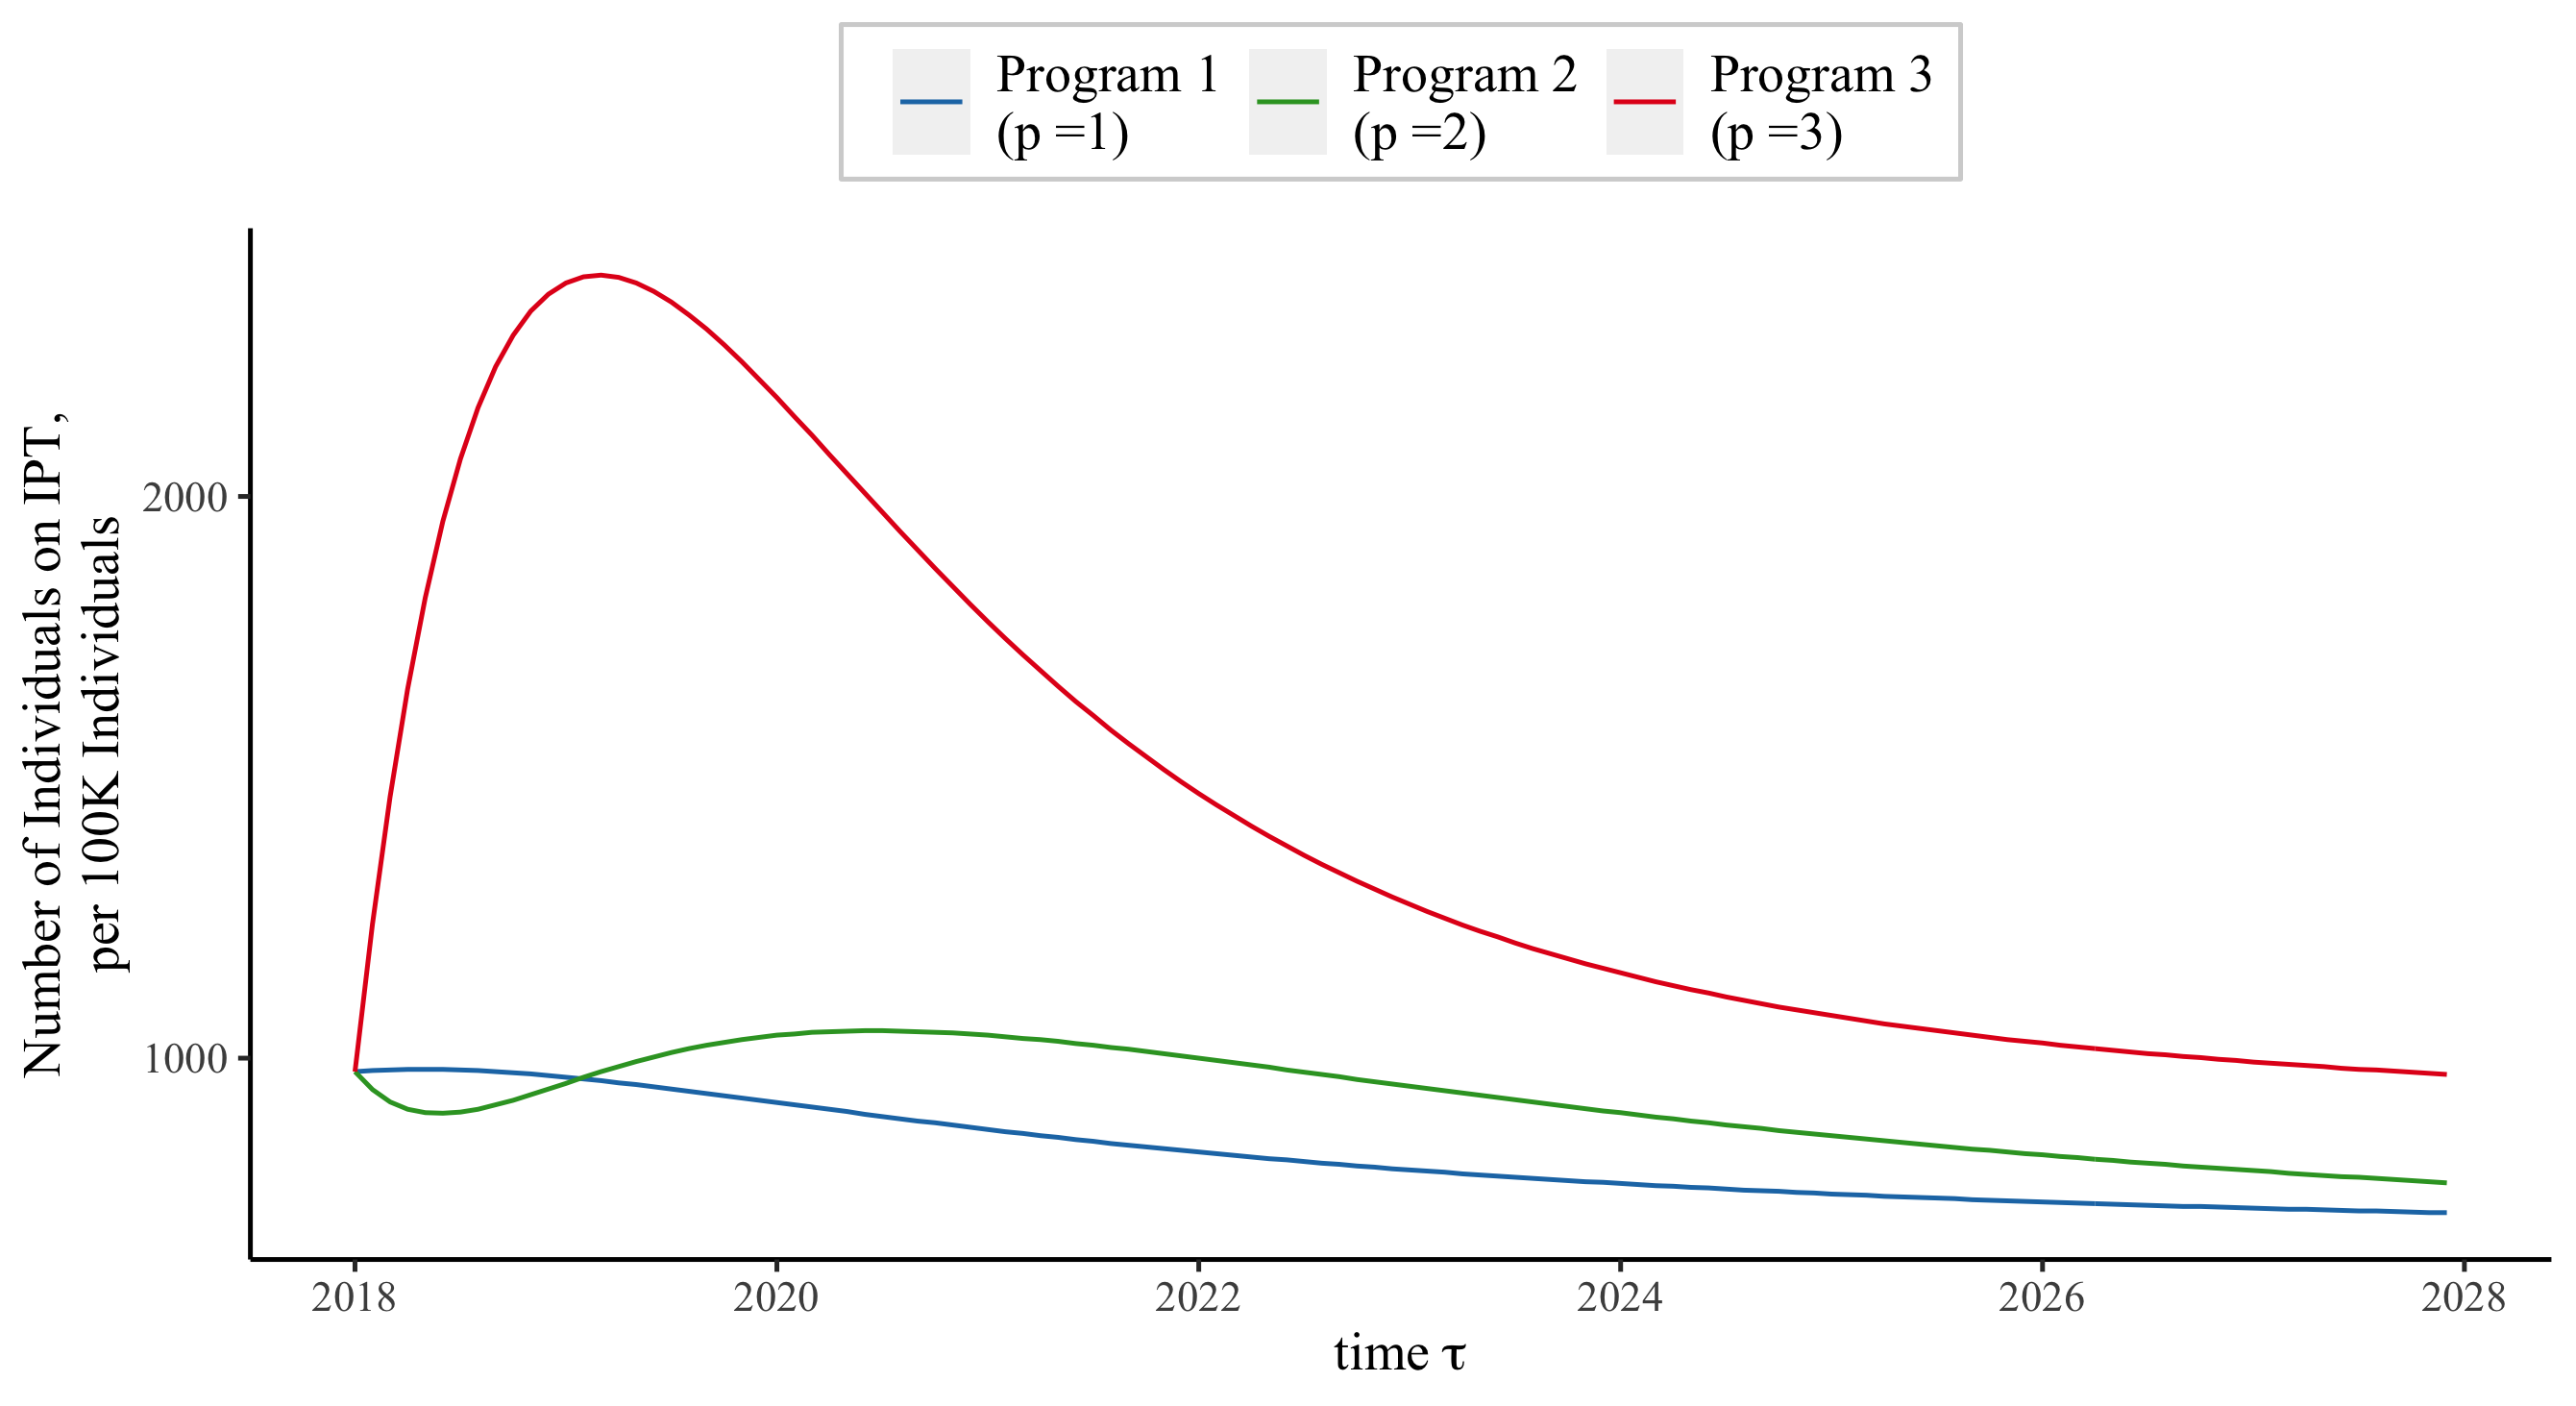 Program 1
(p =1)
Program 2
(p =2)
Program 3
(p =3)
Number of Individuals on IPT,
per 100K Individuals
2000
1000
2018
2020
2022
2024
2026
2028
time τ